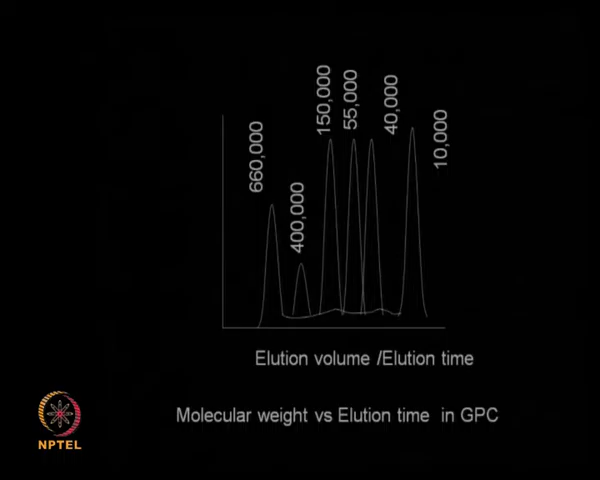 660,000
400,000
150,000
55,000
40,000
10,000
Elution volume /Elution time
Molecular weight vs Elution time in GPC
NPTEL